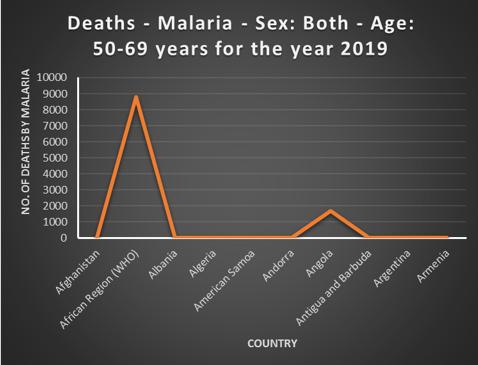 Deaths - Malaria - Sex: Both - Age:
50-69 years for the year 2019
NO. OF DEATHS BY MALARIA
10000
9000
8000
7000
6000
5000
4000
3000
2000
1000
0
Afghanistan
African Region (WHO)
Albania
Algeria
American Samoa
Andorra
Angola
Antigua and Barbuda
Argentina
Armenia
COUNTRY